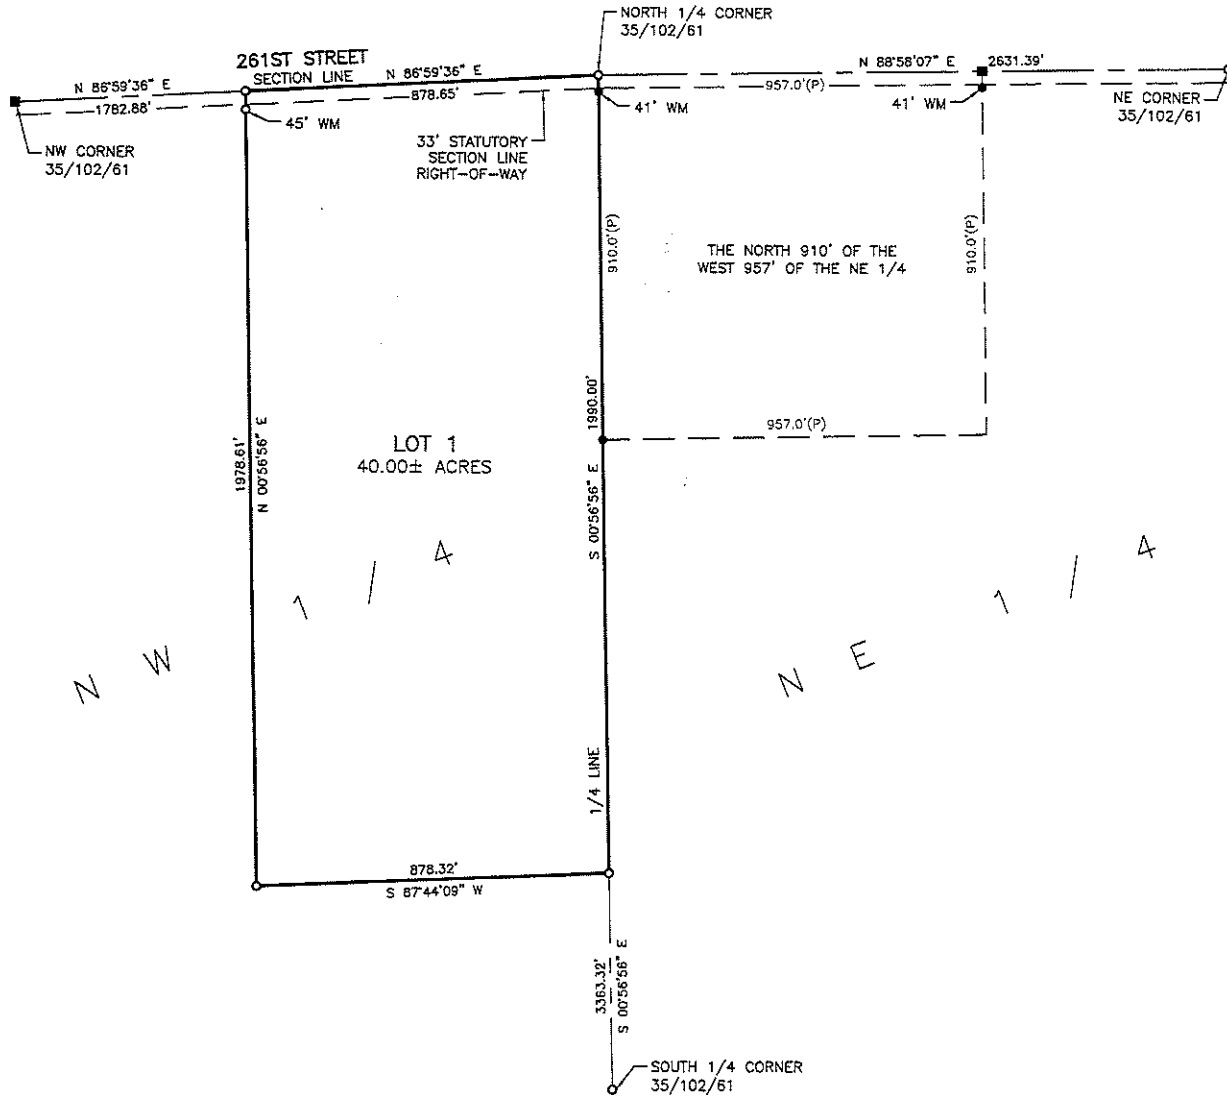 NORTH 1/4 CORNER
35/102/61
261ST STREET
SECTION LINE
N 86°59'36" E
N 86°59'36" E
N 88°58'07" E
2631.39'
1782.88'
878.65'
957.0'(P)
45' WM
41' WM
41' WM
NE CORNER
35/102/61
NW CORNER
35/102/61
33' STATUTORY
SECTION LINE
RIGHT-OF-WAY
910.0'(P)
THE NORTH 910' OF THE
WEST 957' OF THE NE 1/4
910.0'(P)
1978.61'
N 00°56'56" E
LOT 1
40.00± ACRES
1990.00'
S 00°56'56" E
957.0'(P)
NW 1/4
NE 1/4
1/4 LINE
878.32'
S 87°44'09" W
3363.32'
S 00°56'56" E
SOUTH 1/4 CORNER
35/102/61